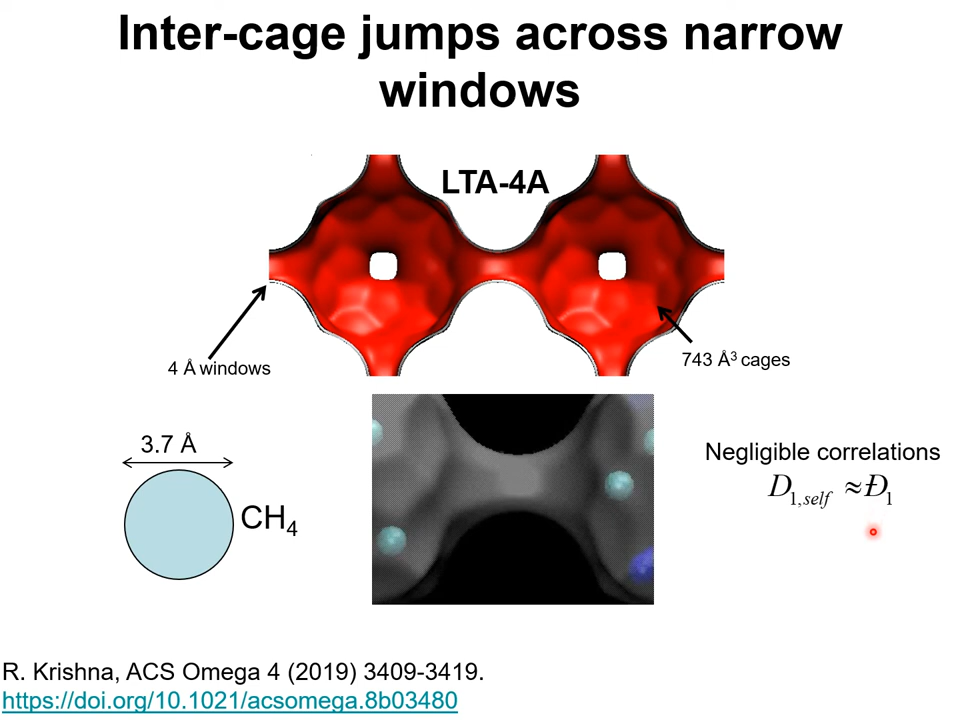 Inter-cage jumps across narrow
windows
LTA-4A
4 Å windows
743 Å³ cages
3.7 Å
CH₄
Negligible correlations
D₁,self ≈ Đ₁
R. Krishna, ACS Omega 4 (2019) 3409-3419.
https://doi.org/10.1021/acsomega.8b03480